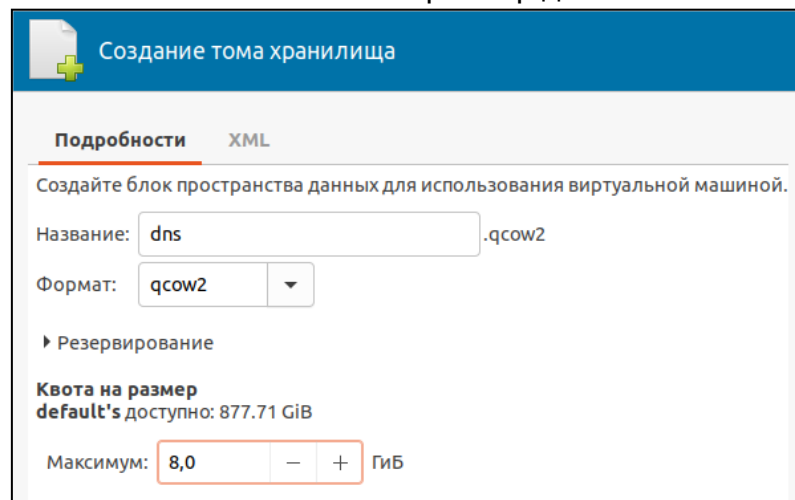 Создание тома хранилища
Подробности XML
Создайте блок пространства данных для использования виртуальной машиной.
Название: dns .qcow2
Формат: qcow2
Резервирование
Квота на размер
default's доступно: 877.71 GiB
Максимум: 8,0 − + ГиБ